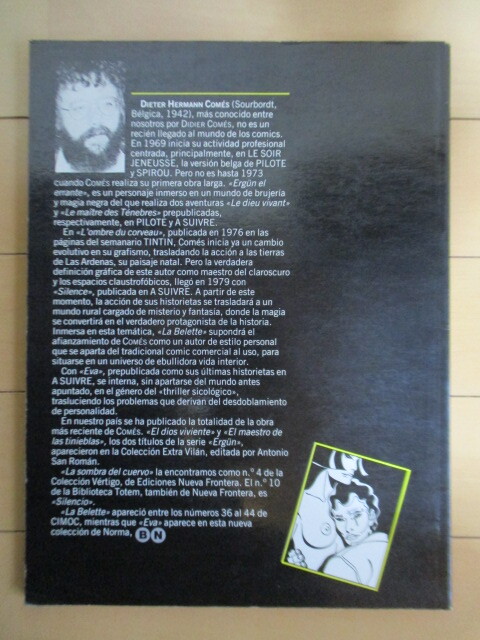 DIETER HERMANN COMÉS (Sourbordt,
Bélgica, 1942), más conocido entre
nosotros por DIDIER COMÉS, no es un
recién llegado al mundo de los comics.
En 1969 inicia su actividad profesional
centrada, principalmente, en LE SOIR
JENEUSSE, la versión belga de PILOTE
y SPIROU. Pero no es hasta 1973
cuando COMÉS realiza su primera obra larga. «Ergün el
errante», es un personaje inmerso en un mundo de brujería
y magia negra del que realiza dos aventuras «Le dieu vivant»
y «Le maître des Ténebres» prepublicadas,
respectivamente, en PILOTE y A SUIVRE.
En «L'ombre du corveau», publicada en 1976 en las
páginas del semanario TINTIN, Comés inicia ya un cambio
evolutivo en su grafismo, trasladando la acción a las tierras
de Las Ardenas, su paisaje natal. Pero la verdadera
definición gráfica de este autor como maestro del claroscuro
y los espacios claustrofóbicos, llegó en 1979 con
«Silence», publicada en A SUIVRE. A partir de este
momento, la acción de sus historietas se trasladará a un
mundo rural cargado de misterio y fantasía, donde la magia
se convertirá en el verdadero protagonista de la historia.
Inmersa en esta temática, «La Belette» supondrá el
afianzamiento de COMÉS como un autor de estilo personal
que se aparta del tradicional comic comercial al uso, para
situarse en un universo de ebullidora vida interior.
Con «Eva», prepublicada como sus últimas historietas en
A SUIVRE, se interna, sin apartarse del mundo antes
apuntado, en el género del «thriller sicológico»,
trasluciendo los problemas que derivan del desdoblamiento
de personalidad.
En nuestro país se ha publicado la totalidad de la obra
más reciente de COMÉS. «El dios viviente» y «El maestro de
las tinieblas», los dos títulos de la serie «Ergün»,
aparecieron en la Colección Extra Vilán, editada por Antonio
San Román.
«La sombra del cuervo» la encontramos como n.º 4 de la
Colección Vértigo, de Ediciones Nueva Frontera. El n.º 10
de la Biblioteca Totem, también de Nueva Frontera, es
«Silencio».
«La Belette» apareció entre los números 36 al 44 de
CIMOC, mientras que «Eva» aparece en esta nueva
colección de Norma, BN